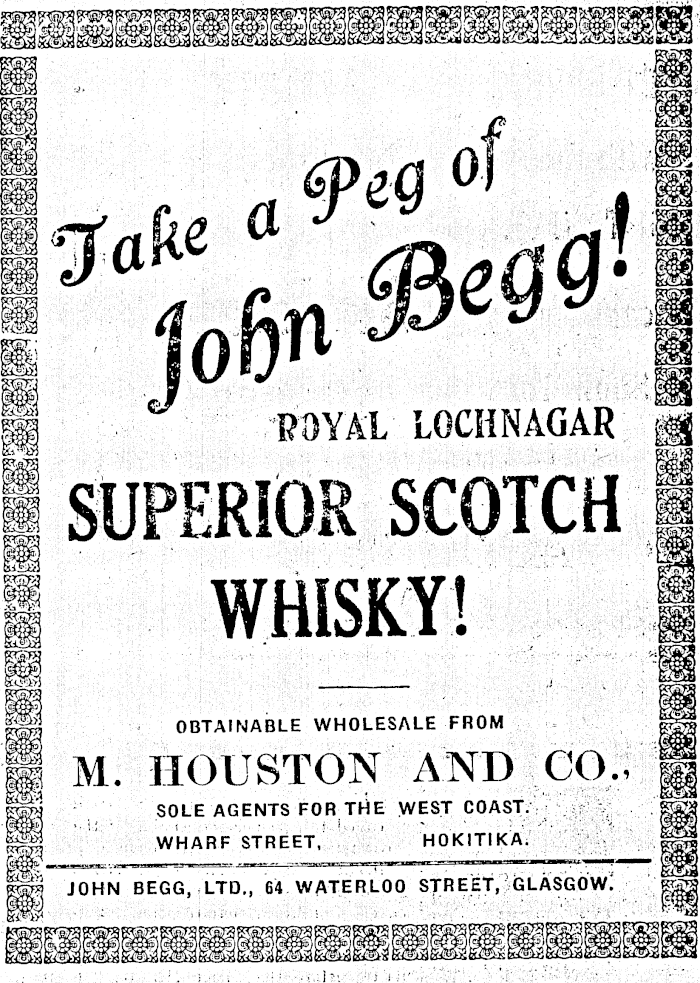 Take a Peg of
John Begg!
ROYAL LOCHNAGAR
SUPERIOR SCOTCH
WHISKY!
OBTAINABLE WHOLESALE FROM
M. HOUSTON AND CO.,
SOLE AGENTS FOR THE WEST COAST.
WHARF STREET, HOKITIKA.
JOHN BEGG, LTD., 64 WATERLOO STREET, GLASGOW.